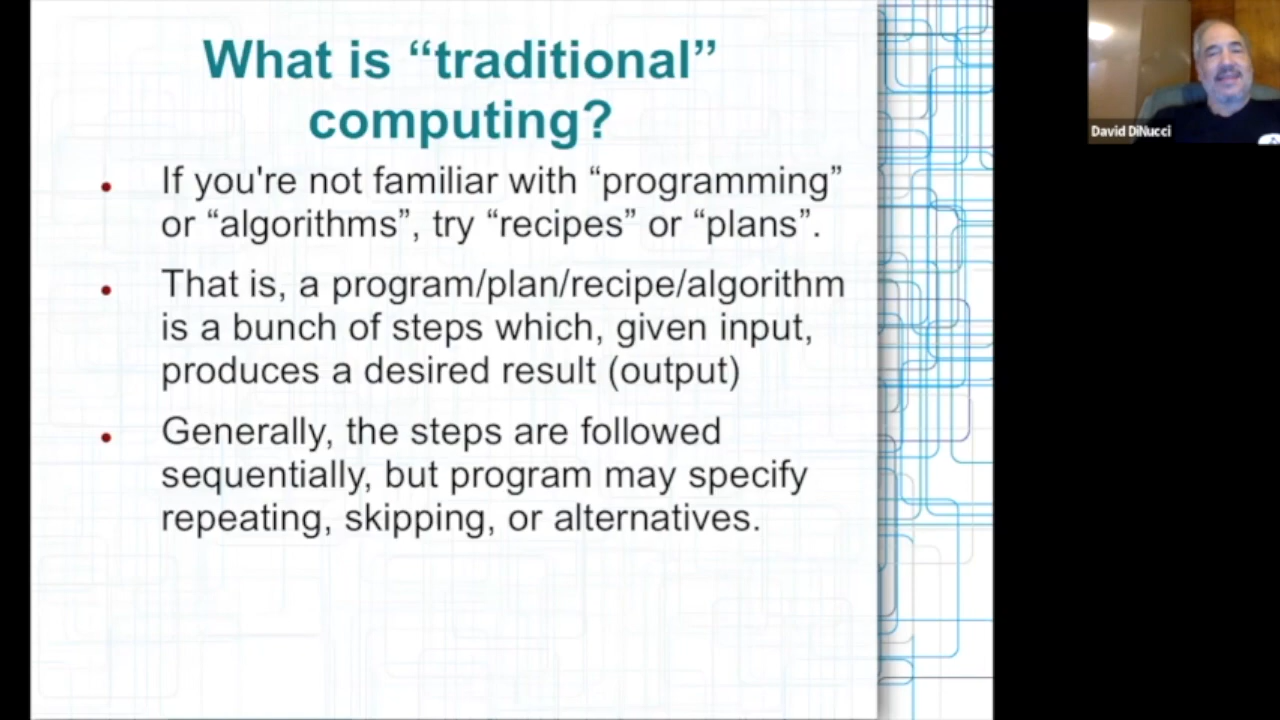 What is “traditional”
computing?
If you're not familiar with “programming”
or “algorithms”, try “recipes” or “plans”.
That is, a program/plan/recipe/algorithm
is a bunch of steps which, given input,
produces a desired result (output)
Generally, the steps are followed
sequentially, but program may specify
repeating, skipping, or alternatives.
David DiNucci